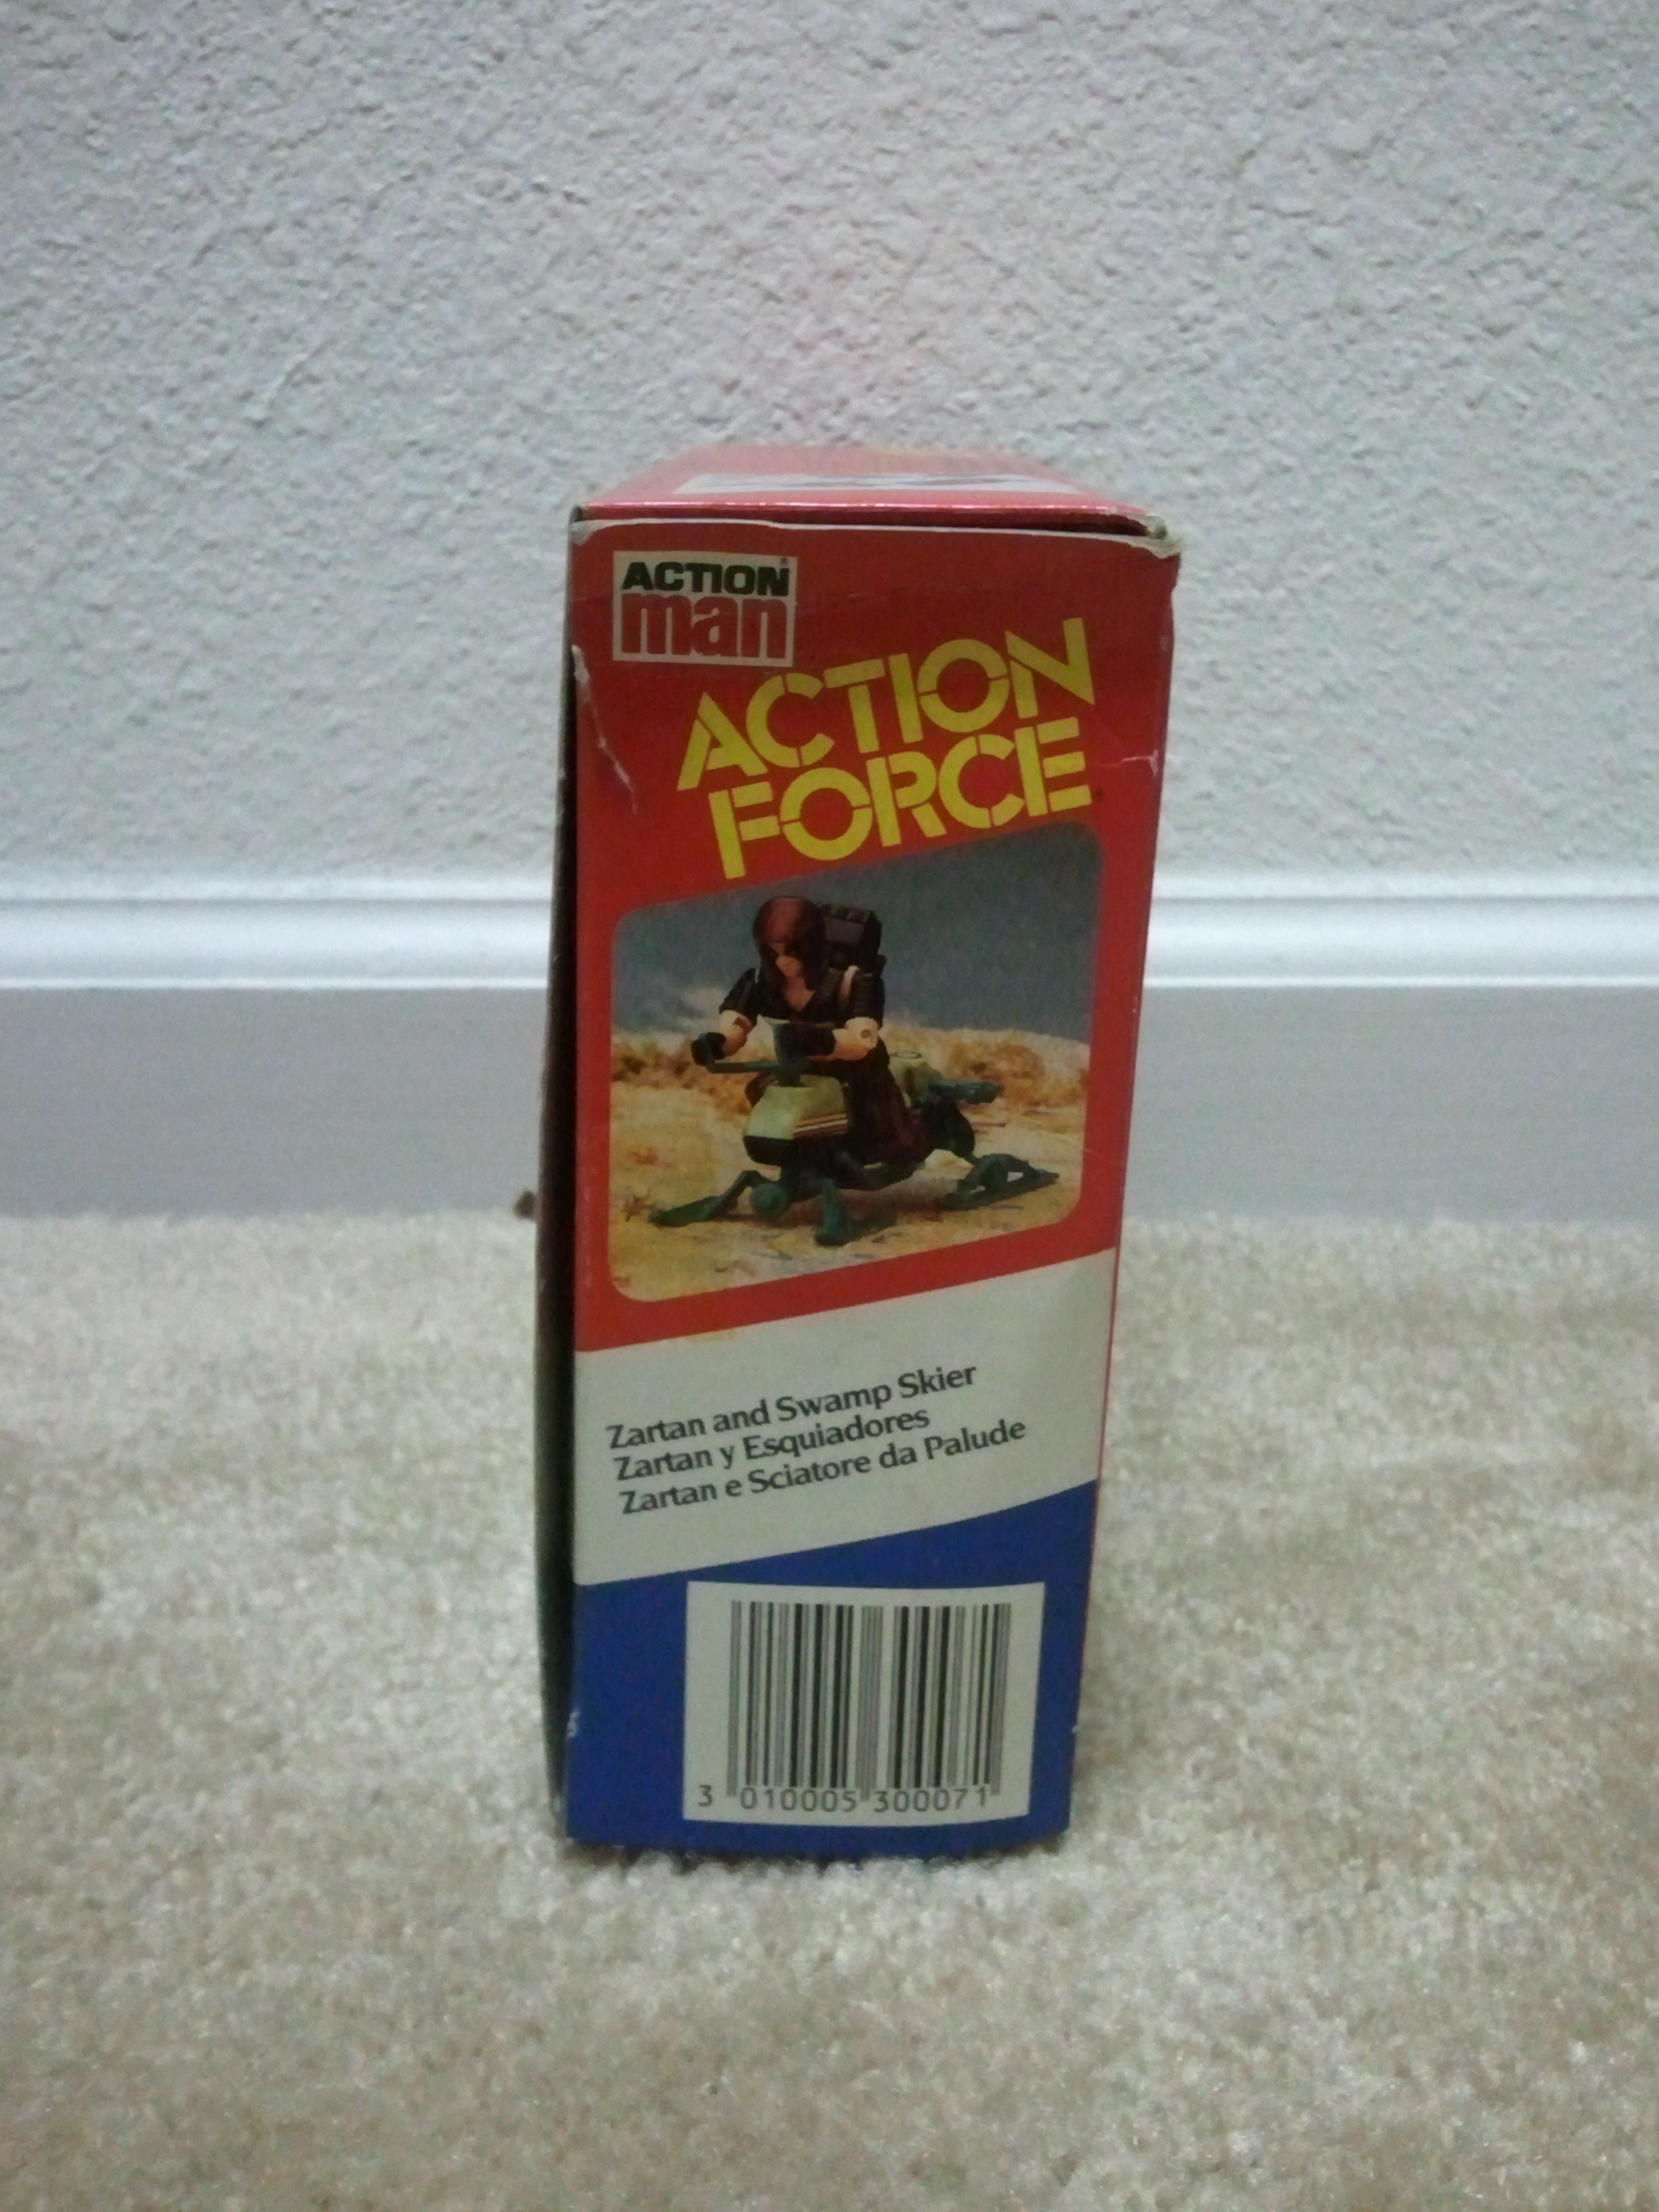 ACTION
man
ACTION
FORCE
Zartan and Swamp Skier
Zartan y Esquiadores
Zartan e Sciatore da Palude
3 010005 300071